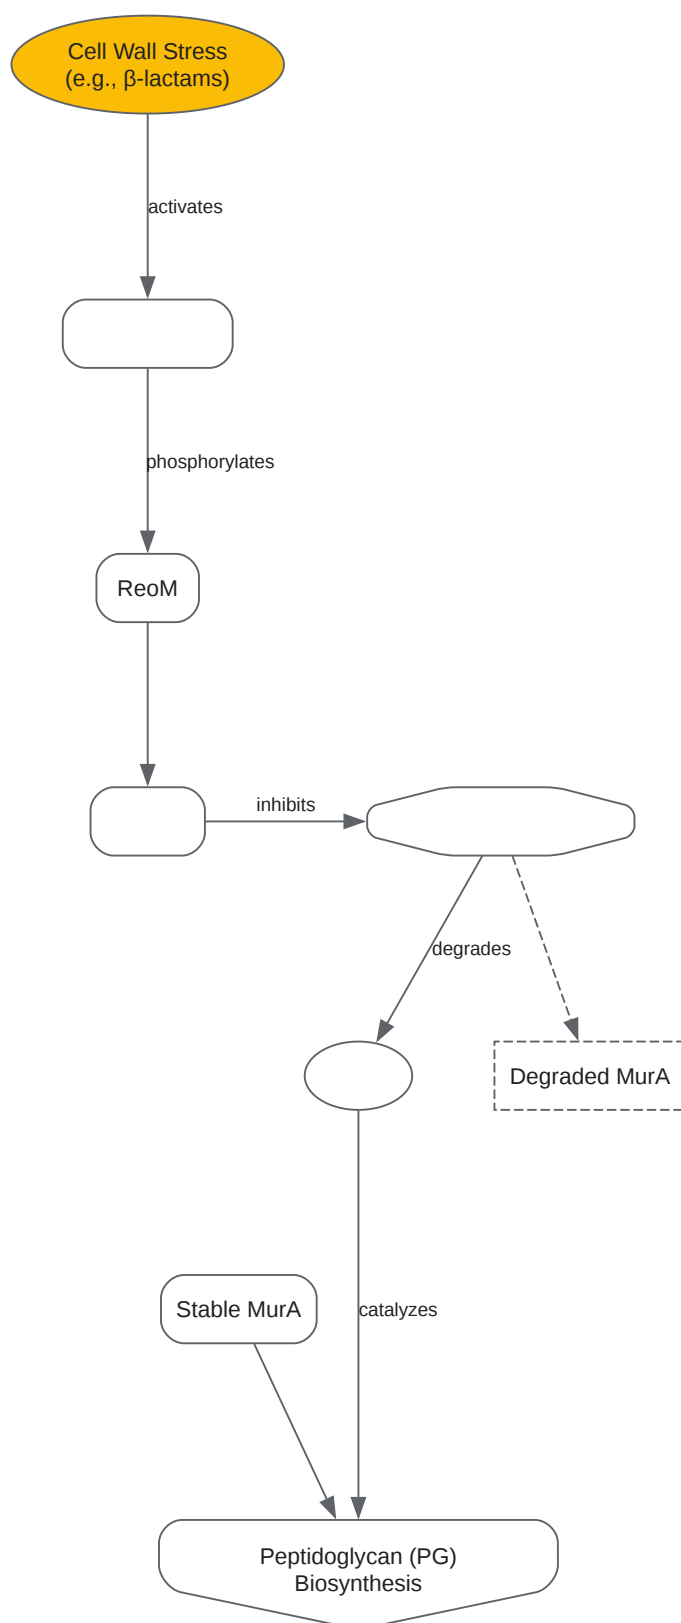 Cell Wall Stress
(e.g., β-lactams)
activates
phosphorylates
ReoM
inhibits
degrades
Degraded MurA
Stable MurA
catalyzes
Peptidoglycan (PG)
Biosynthesis